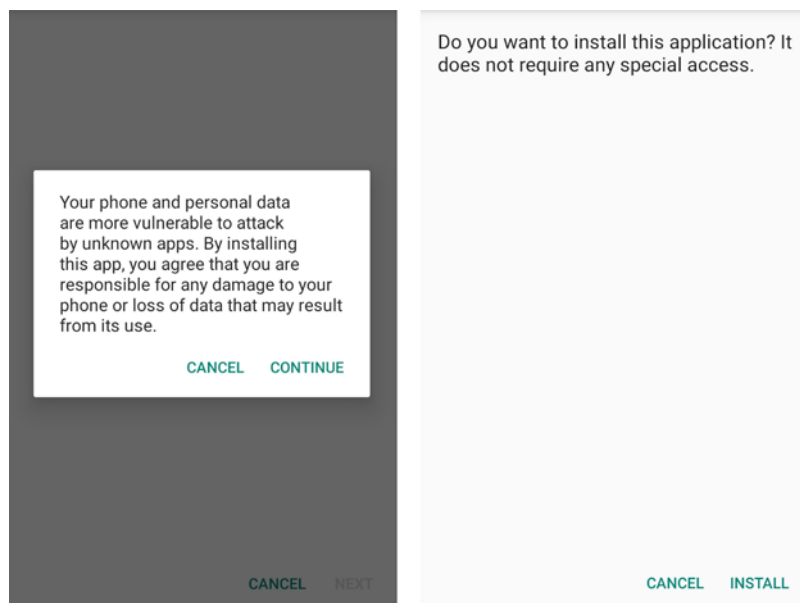 Your phone and personal data
are more vulnerable to attack
by unknown apps. By installing
this app, you agree that you are
responsible for any damage to your
phone or loss of data that may result
from its use.
CANCEL CONTINUE
CANCEL NEXT
Do you want to install this application? It
does not require any special access.
CANCEL INSTALL